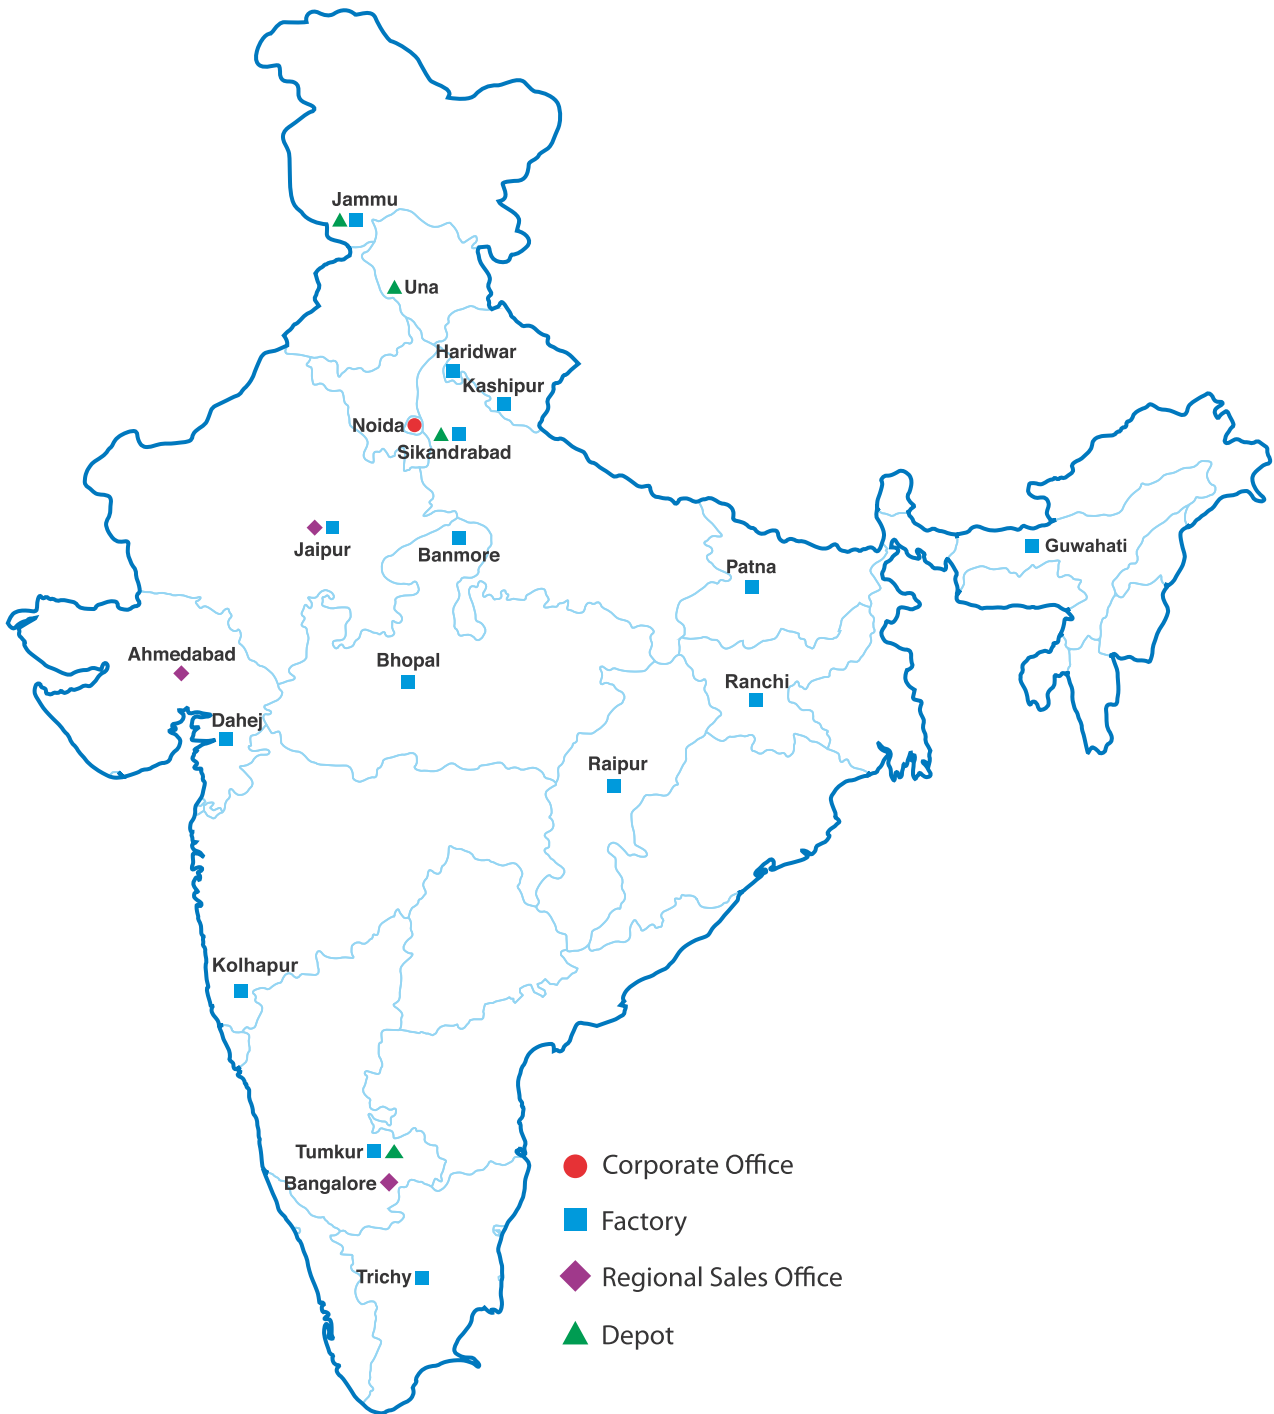 Jammu
Una
Haridwar
Kashipur
Noida
Sikandrabad
Jaipur
Banmore
Guwahati
Patna
Ahmedabad
Bhopal
Ranchi
Dahej
Raipur
Kolhapur
Tumkur
Bangalore
Trichy
Corporate Office
Factory
Regional Sales Office
Depot